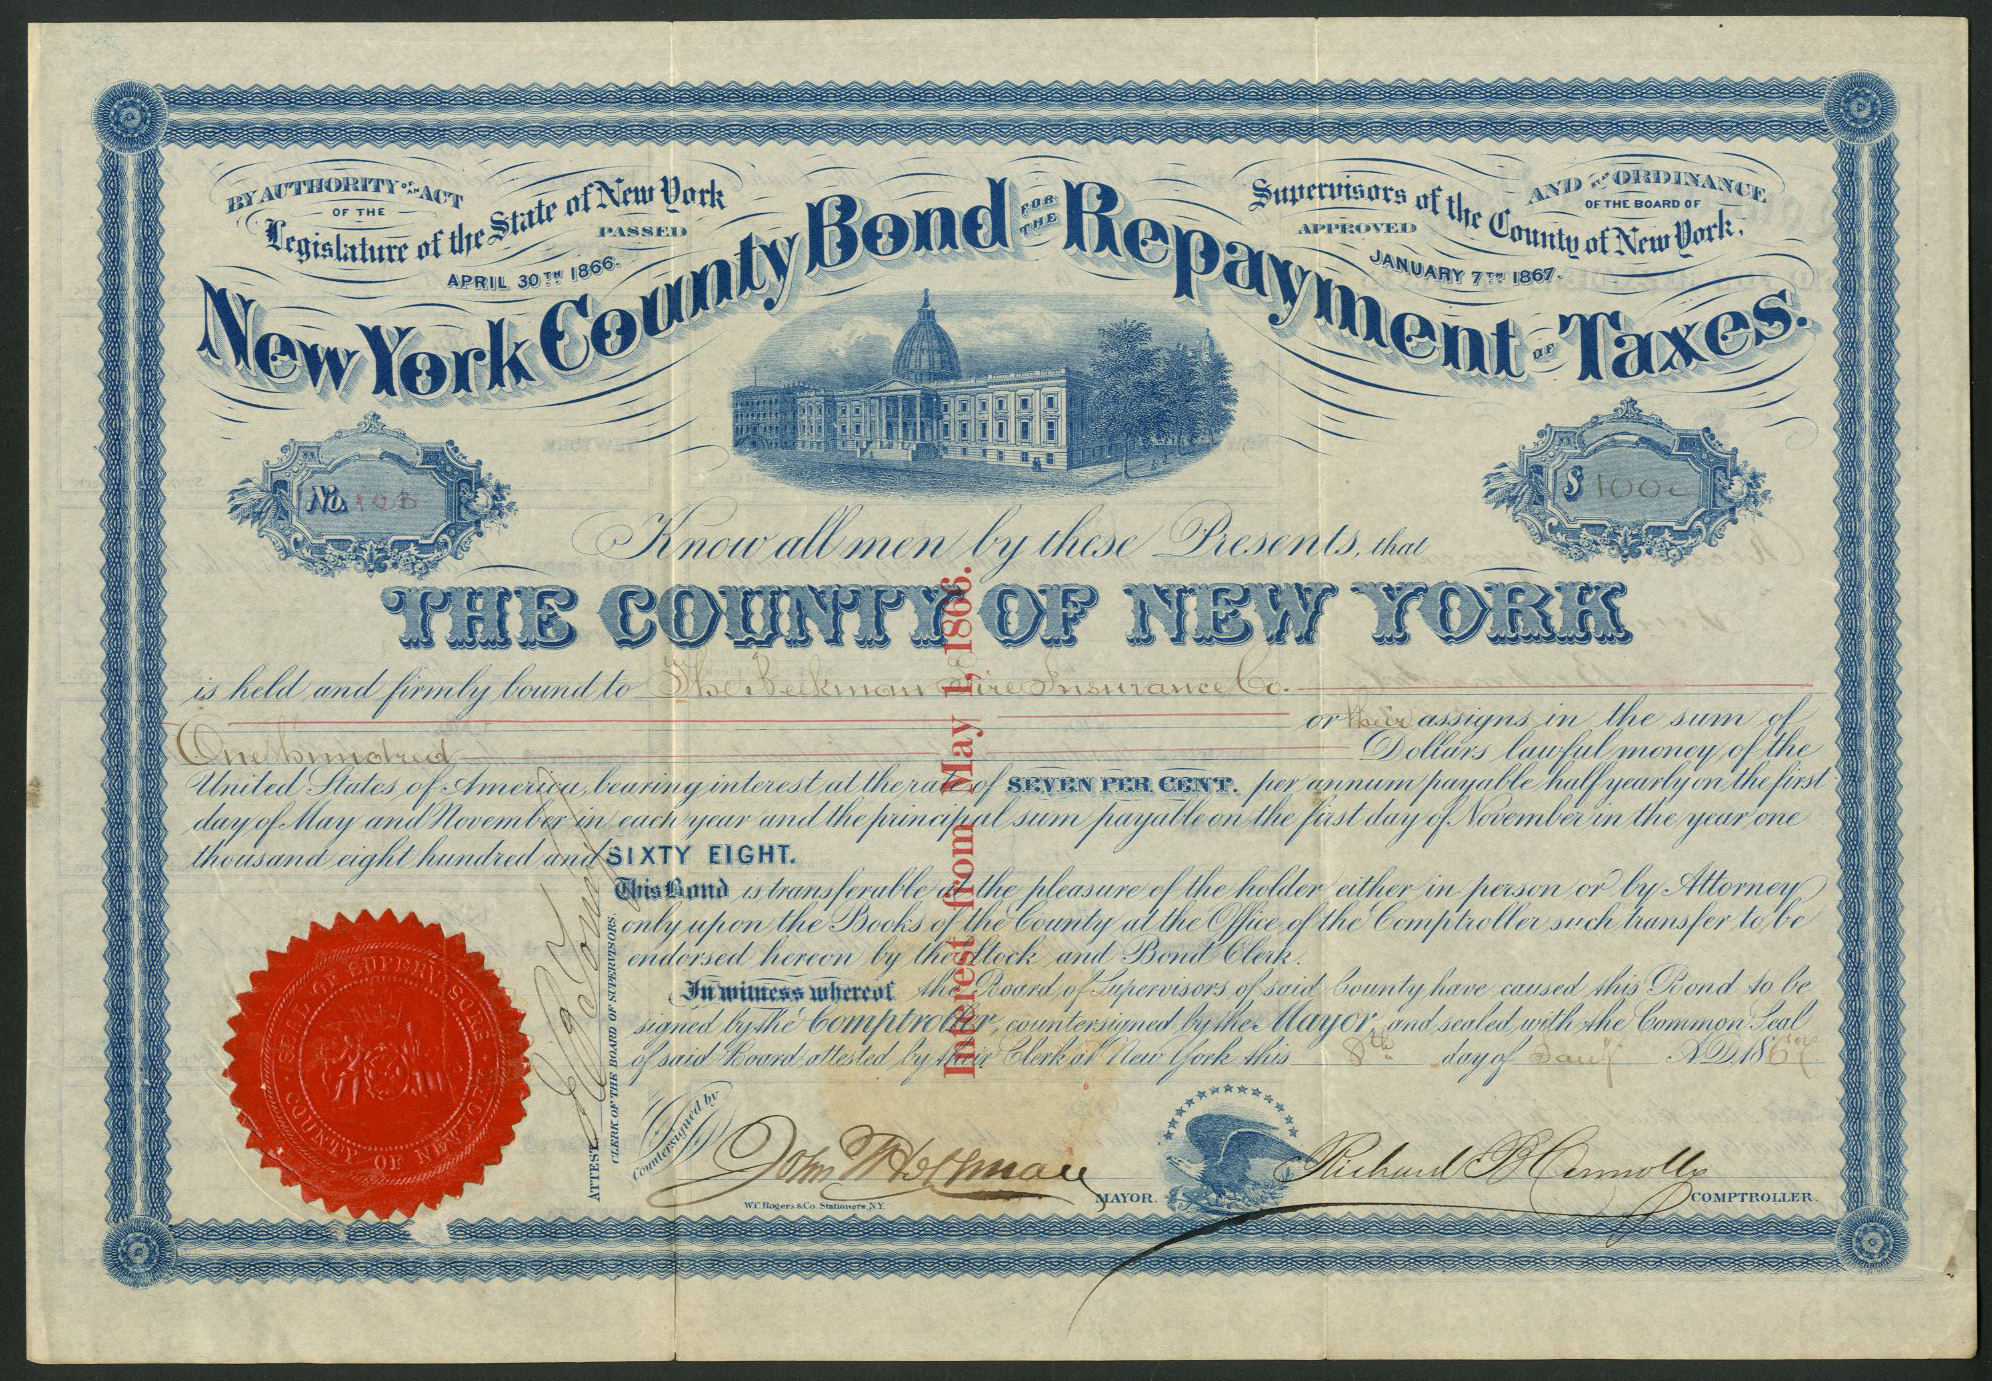 BY AUTHORITY OF AN ACT
OF THE
Legislature of the State of New York
PASSED
APRIL 30TH 1866.
AND BY ORDINANCE
OF THE BOARD OF
Supervisors of the County of New York,
APPROVED
JANUARY 7TH 1867.
New York County Bond FOR THE Repayment OF Taxes.
No. 103
$ 100
Know all men by these Presents, that
THE COUNTY OF NEW YORK
is held and firmly bound to The Beekman Fire Insurance Co.
or their assigns in the sum of
One hundred Dollars lawful money of the
United States of America, bearing interest at the rate of SEVEN PER CENT. per annum payable half yearly on the first
day of May and November in each year and the principal sum payable on the first day of November in the year one
thousand eight hundred and SIXTY EIGHT.
This Bond is transferable at the pleasure of the holder either in person or by Attorney
only upon the Books of the County at the Office of the Comptroller such transfer to be
endorsed hereon by the Stock and Bond Clerk.
In witness whereof the Board of Supervisors of said County have caused this Bond to be
signed by the Comptroller, countersigned by the Mayor, and sealed with the Common Seal
of said Board attested by their Clerk at New York this 8th day of Jany A.D. 1867
Interest from May 1, 1866.
SEAL OF SUPERVISORS
COUNTY OF NEW YORK
ATTEST.
CLERK OF THE BOARD OF SUPERVISORS.
Countersigned by
John T Hoffman
MAYOR.
Richard B Connolly
COMPTROLLER.
W.C. Rogers & Co. Stationers, N.Y.